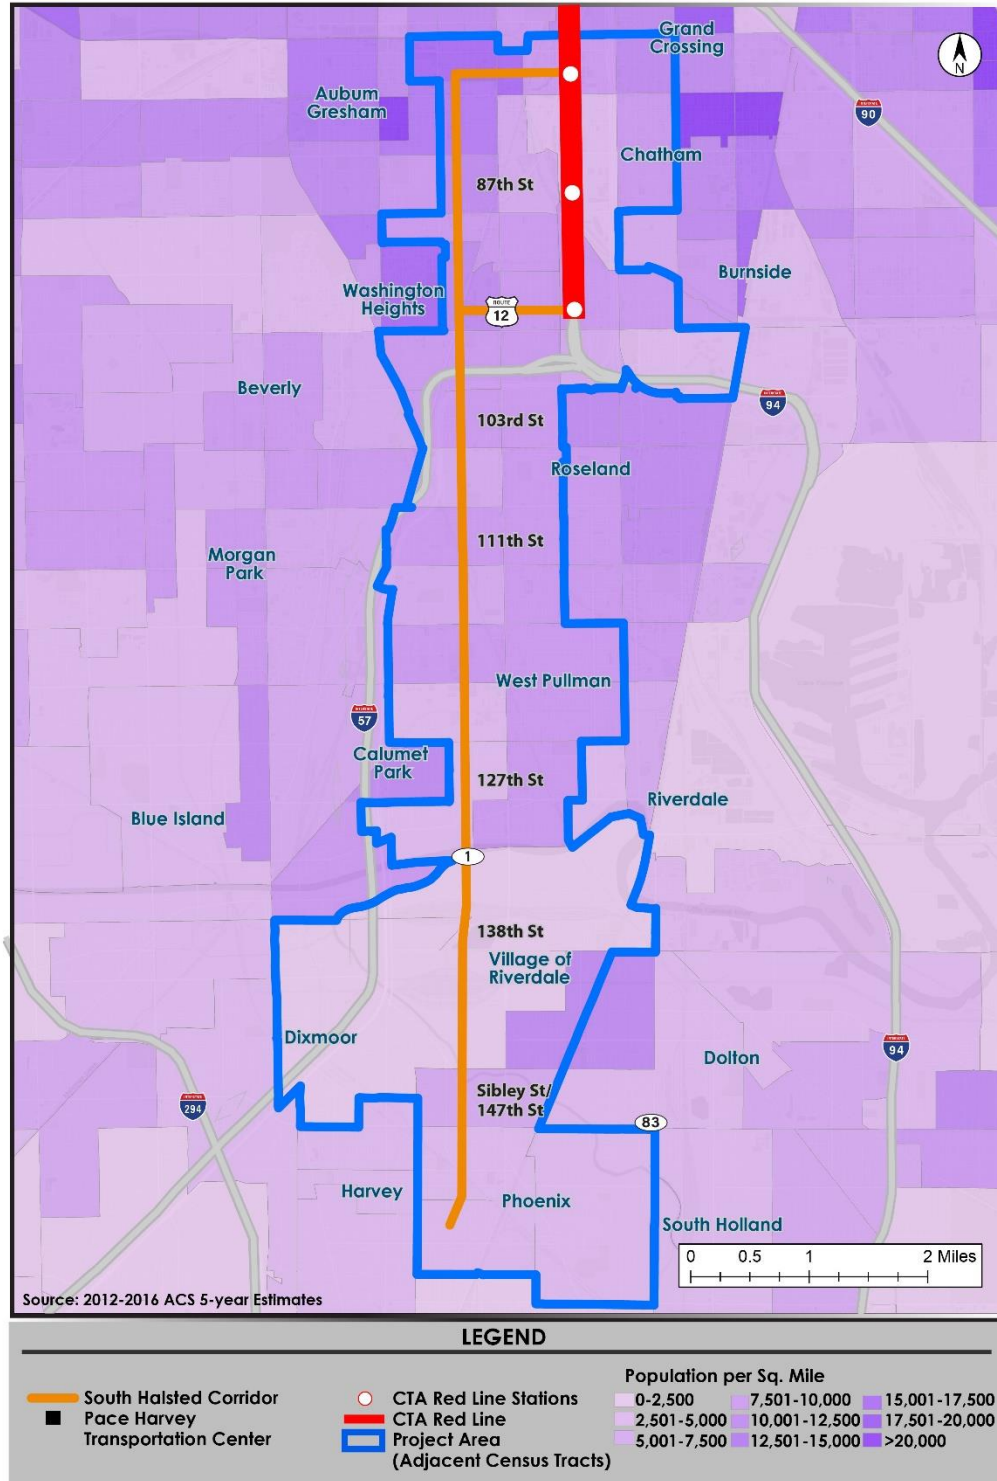 Grand
Crossing
N
Auburn
Gresham
INTERSTATE
90
Chatham
87th St
Burnside
Washington
Heights
ROUTE
12
Beverly
INTERSTATE
94
103rd St
Roseland
111th St
Morgan
Park
West Pullman
INTERSTATE
57
Calumet
Park
127th St
Riverdale
Blue Island
1
138th St
Village of
Riverdale
Dixmoor
INTERSTATE
94
Dolton
Sibley St/
147th St
INTERSTATE
294
83
Harvey
Phoenix
South Holland
0 0.5 1 2 Miles
Source: 2012-2016 ACS 5-year Estimates
LEGEND
South Halsted Corridor
Pace Harvey
Transportation Center
CTA Red Line Stations
CTA Red Line
Project Area
(Adjacent Census Tracts)
Population per Sq. Mile
0-2,500
2,501-5,000
5,001-7,500
7,501-10,000
10,001-12,500
12,501-15,000
15,001-17,500
17,501-20,000
>20,000